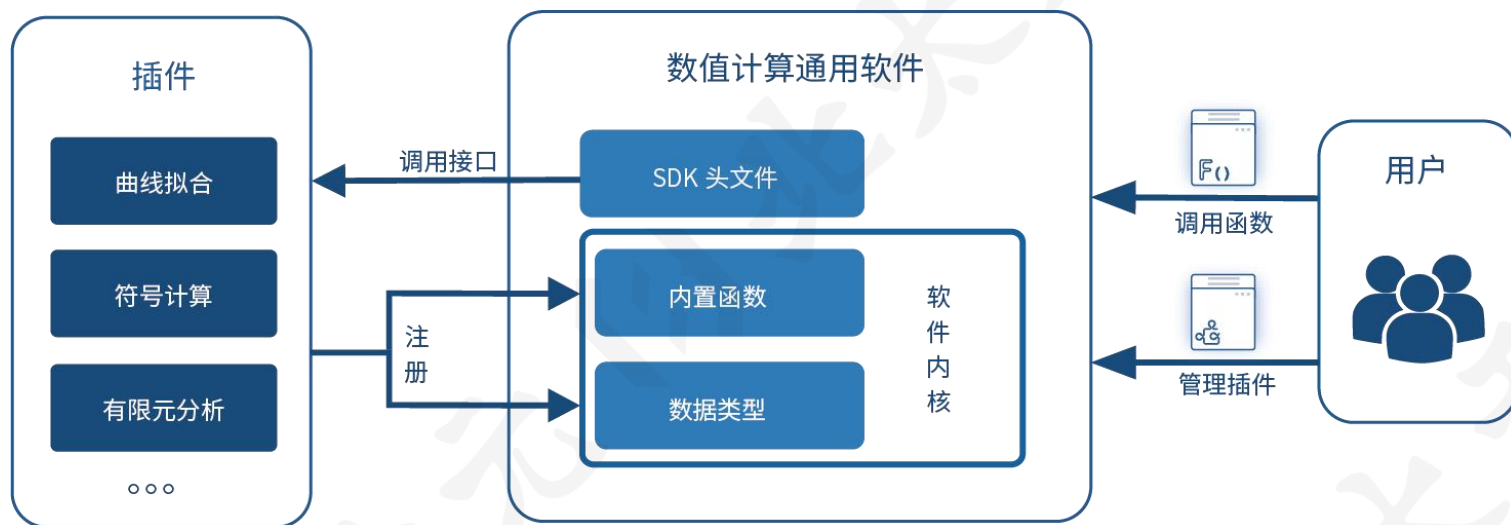 插件
曲线拟合
符号计算
有限元分析
调用接口
注册
数值计算通用软件
SDK 头文件
内置函数
数据类型
软件内核
F()
调用函数
管理插件
用户